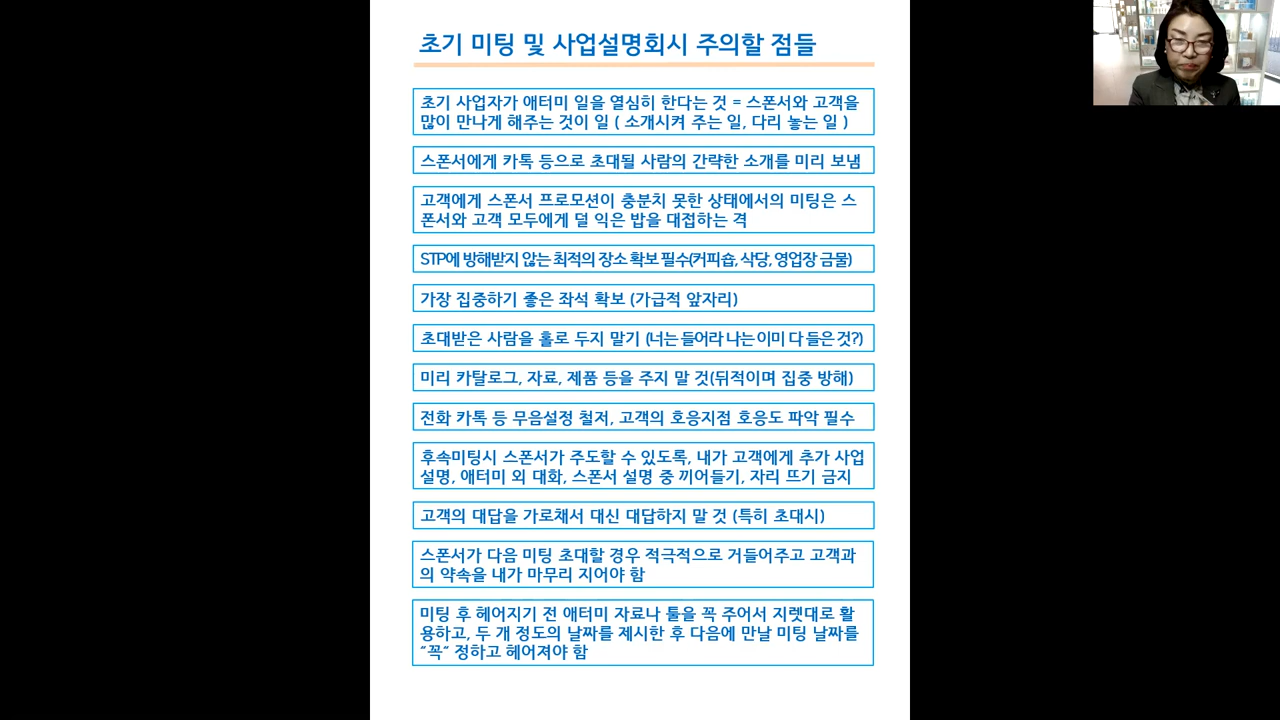 초기 미팅 및 사업설명회시 주의할 점들
초기 사업자가 애터미 일을 열심히 한다는 것 = 스폰서와 고객을
많이 만나게 해주는 것이 일 ( 소개시켜 주는 일, 다리 놓는 일 )
스폰서에게 카톡 등으로 초대될 사람의 간략한 소개를 미리 보냄
고객에게 스폰서 프로모션이 충분치 못한 상태에서의 미팅은 스
폰서와 고객 모두에게 덜 익은 밥을 대접하는 격
STP에 방해받지 않는 최적의 장소 확보 필수(커피숍, 식당, 영업장 금물)
가장 집중하기 좋은 좌석 확보 (가급적 앞자리)
초대받은 사람을 홀로 두지 말기 (너는 들어라 나는 이미 다 들은 것?)
미리 카탈로그, 자료, 제품 등을 주지 말 것(뒤적이며 집중 방해)
전화 카톡 등 무음설정 철저, 고객의 호응지점 호응도 파악 필수
후속미팅시 스폰서가 주도할 수 있도록, 내가 고객에게 추가 사업
설명, 애터미 외 대화, 스폰서 설명 중 끼어들기, 자리 뜨기 금지
고객의 대답을 가로채서 대신 대답하지 말 것 (특히 초대시)
스폰서가 다음 미팅 초대할 경우 적극적으로 거들어주고 고객과
의 약속을 내가 마무리 지어야 함
미팅 후 헤어지기 전 애터미 자료나 툴을 꼭 주어서 지렛대로 활
용하고, 두 개 정도의 날짜를 제시한 후 다음에 만날 미팅 날짜를
“꼭“ 정하고 헤어져야 함